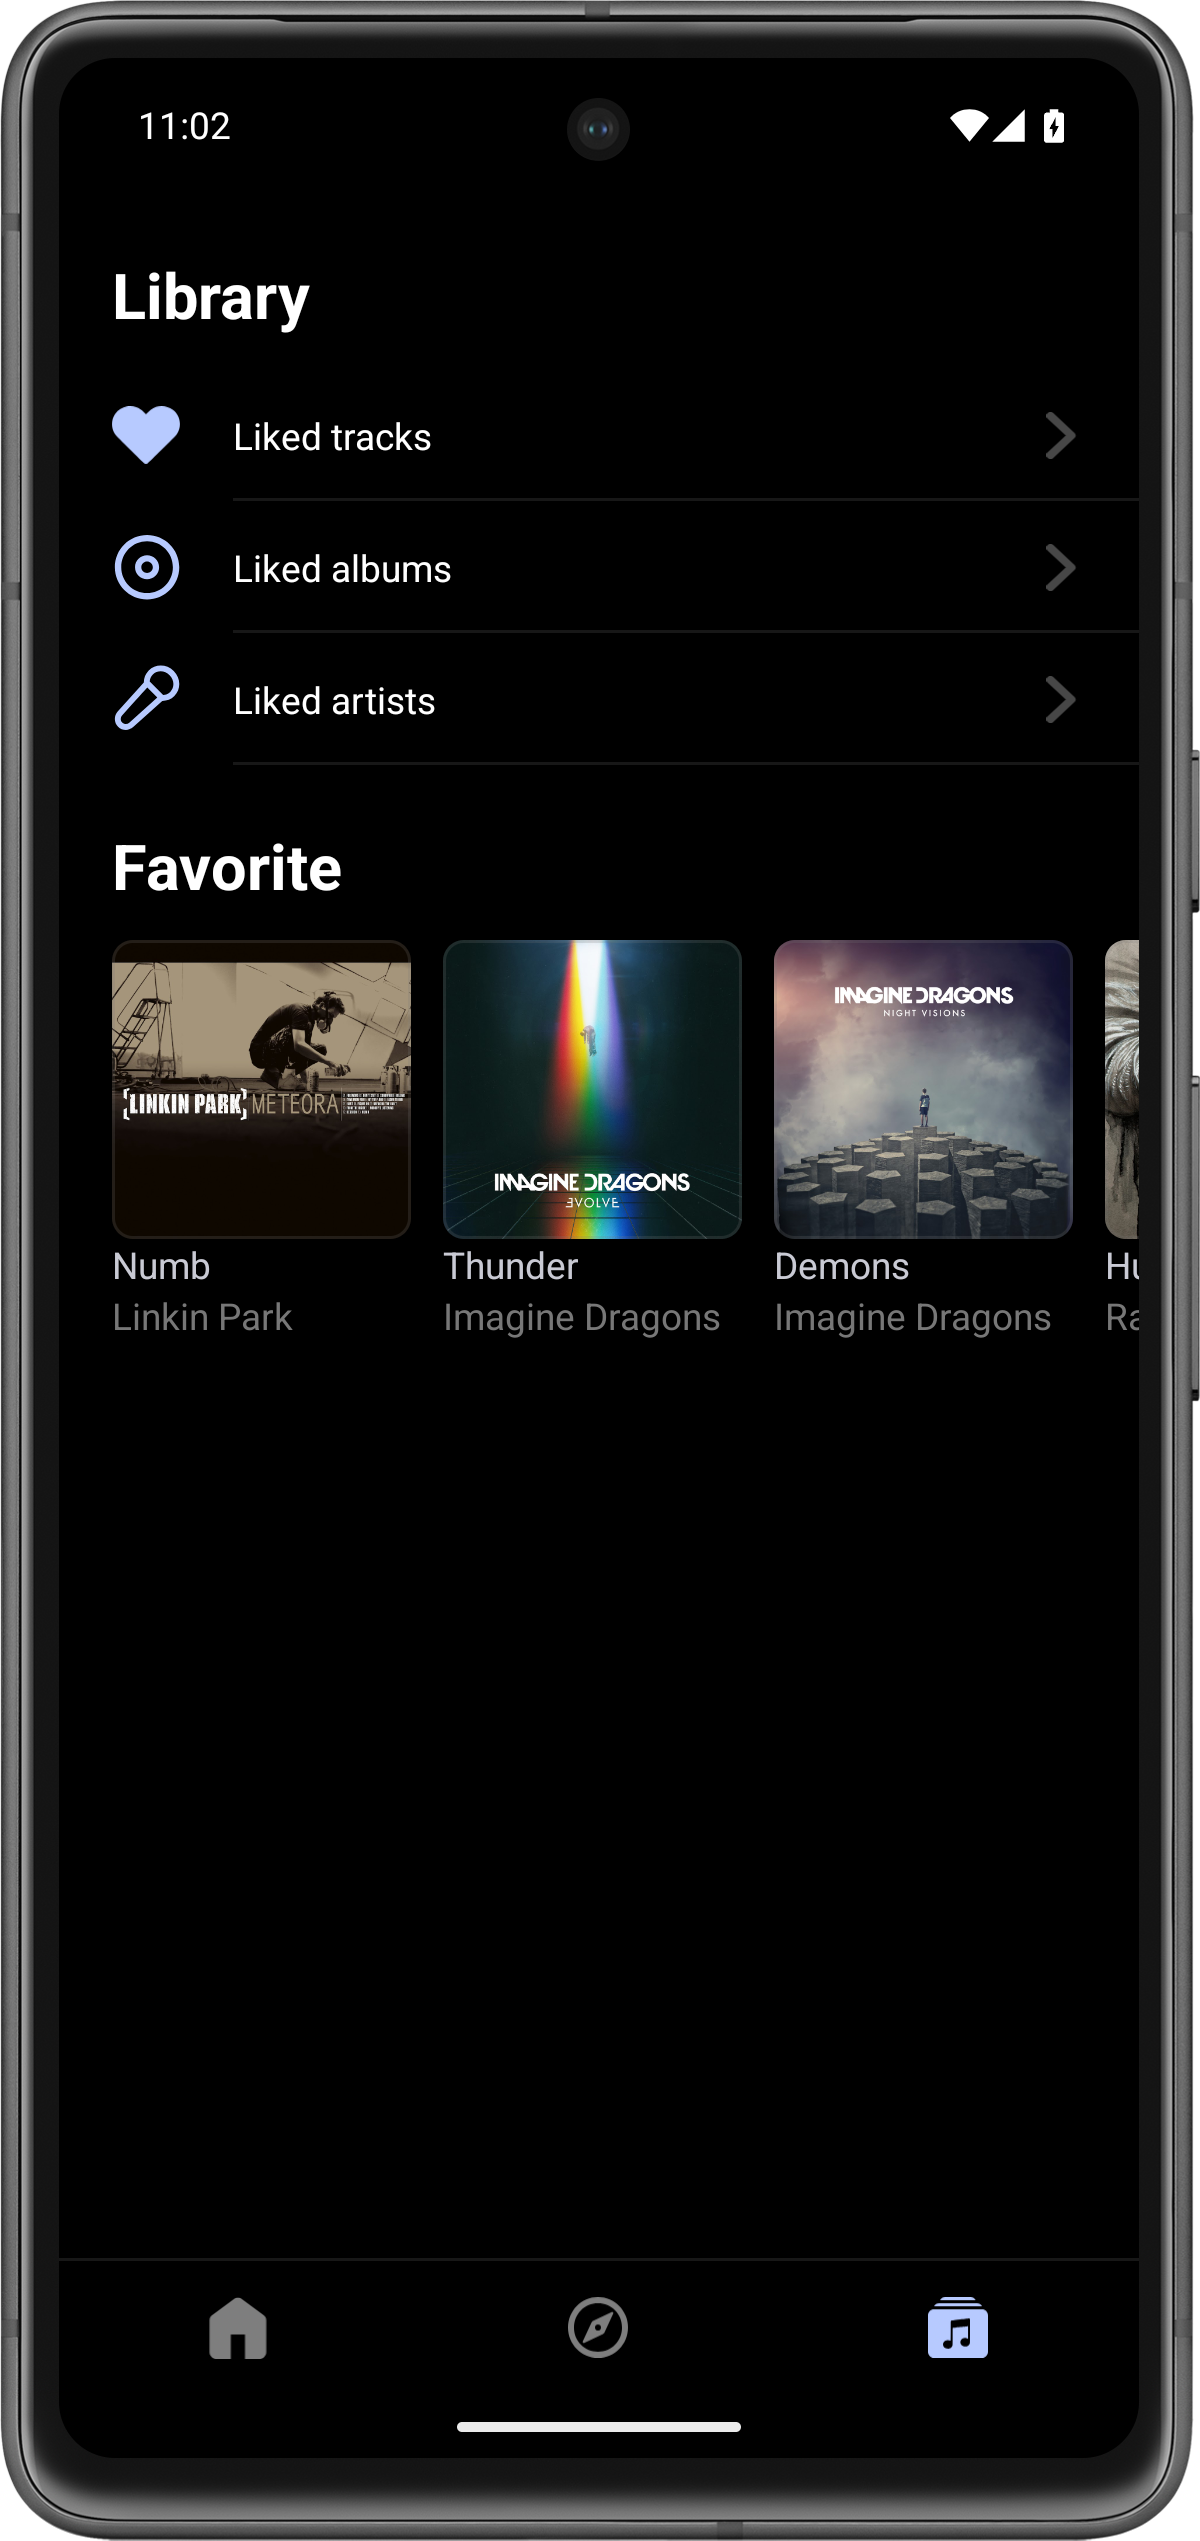 11:02
Library
Liked tracks
Liked albums
Liked artists
Favorite
LINKIN PARK METEORA
IMAGINE DRAGONS
EVOLVE
IMAGINE DRAGONS
NIGHT VISIONS
Numb
Thunder
Demons
Hu
Linkin Park
Imagine Dragons
Imagine Dragons
Ra